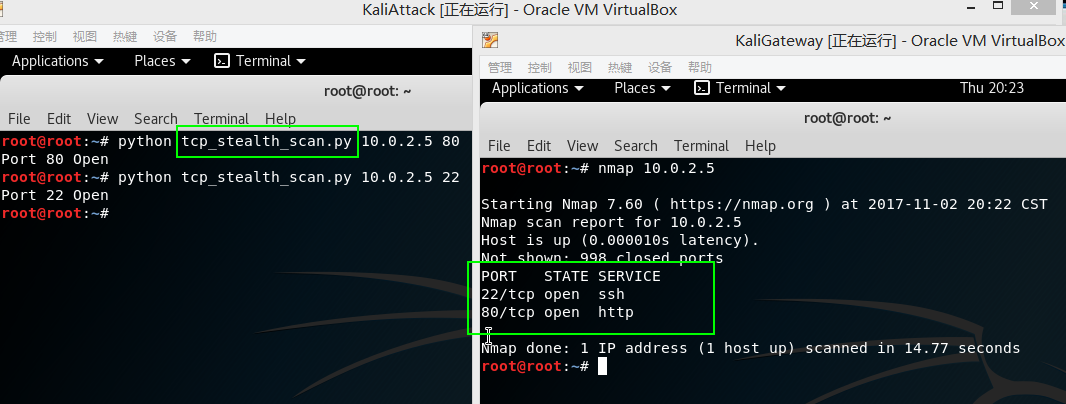 KaliAttack [正在运行] - Oracle VM VirtualBox
管理 控制 视图 热键 设备 帮助
Applications Places Terminal
root@root: ~
File Edit View Search Terminal Help
root@root:~# python tcp_stealth_scan.py 10.0.2.5 80
Port 80 Open
root@root:~# python tcp_stealth_scan.py 10.0.2.5 22
Port 22 Open
root@root:~#
KaliGateway [正在运行] - Oracle VM VirtualBox
管理 控制 视图 热键 设备 帮助
Applications Places Terminal Thu 20:23
root@root: ~
File Edit View Search Terminal Help
root@root:~# nmap 10.0.2.5
Starting Nmap 7.60 ( https://nmap.org ) at 2017-11-02 20:22 CST
Nmap scan report for 10.0.2.5
Host is up (0.000010s latency).
Not shown: 998 closed ports
PORT STATE SERVICE
22/tcp open ssh
80/tcp open http
Nmap done: 1 IP address (1 host up) scanned in 14.77 seconds
root@root:~#